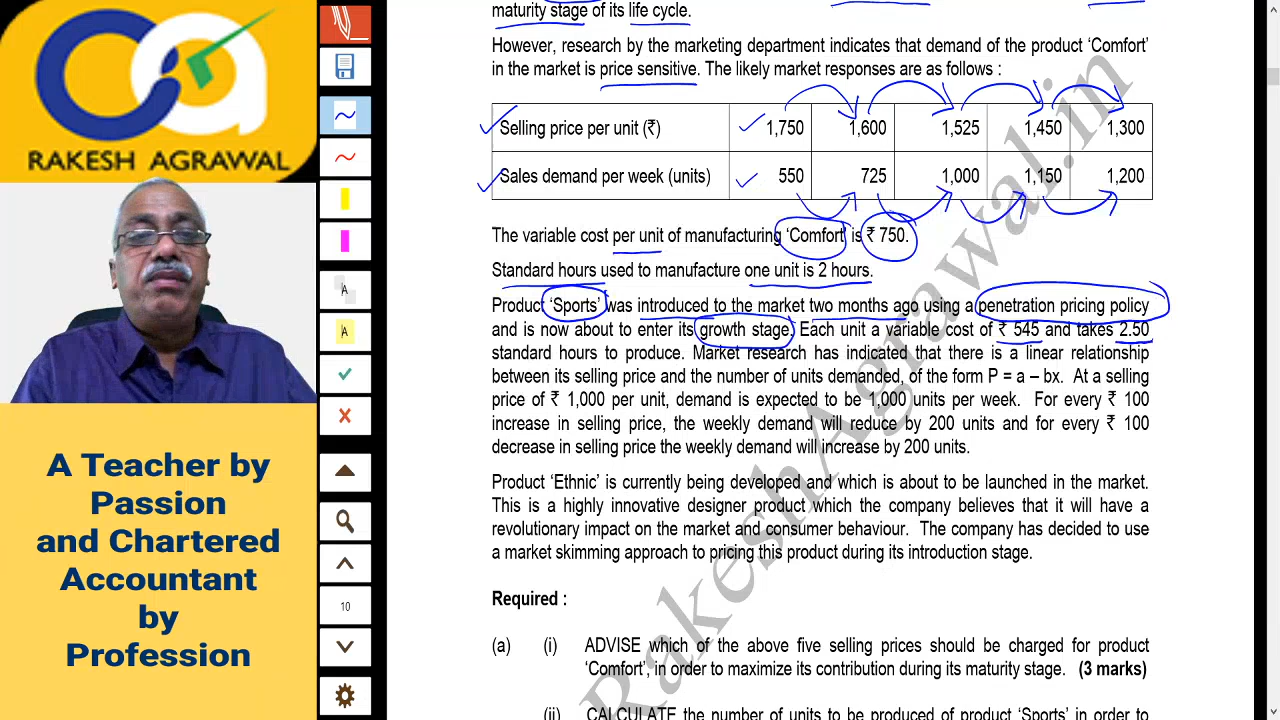 maturity stage of its life cycle.
However, research by the marketing department indicates that demand of the product ‘Comfort’
in the market is price sensitive. The likely market responses are as follows :
Selling price per unit (₹) 1,750 1,600 1,525 1,450 1,300
Sales demand per week (units) 550 725 1,000 1,150 1,200
The variable cost per unit of manufacturing ‘Comfort’ is ₹ 750.
Standard hours used to manufacture one unit is 2 hours.
Product ‘Sports’ was introduced to the market two months ago using a penetration pricing policy
and is now about to enter its growth stage. Each unit a variable cost of ₹ 545 and takes 2.50
standard hours to produce. Market research has indicated that there is a linear relationship
between its selling price and the number of units demanded, of the form P = a – bx. At a selling
price of ₹ 1,000 per unit, demand is expected to be 1,000 units per week. For every ₹ 100
increase in selling price, the weekly demand will reduce by 200 units and for every ₹ 100
decrease in selling price the weekly demand will increase by 200 units.
Product ‘Ethnic’ is currently being developed and which is about to be launched in the market.
This is a highly innovative designer product which the company believes that it will have a
revolutionary impact on the market and consumer behaviour. The company has decided to use
a market skimming approach to pricing this product during its introduction stage.
Required :
(a) (i) ADVISE which of the above five selling prices should be charged for product
‘Comfort’, in order to maximize its contribution during its maturity stage. (3 marks)
(ii) CALCULATE the number of units to be produced of product ‘Sports’ in order to
RAKESH AGRAWAL
A Teacher by
Passion
and Chartered
Accountant
by
Profession
A
A
10
RakeshAgrawal.in